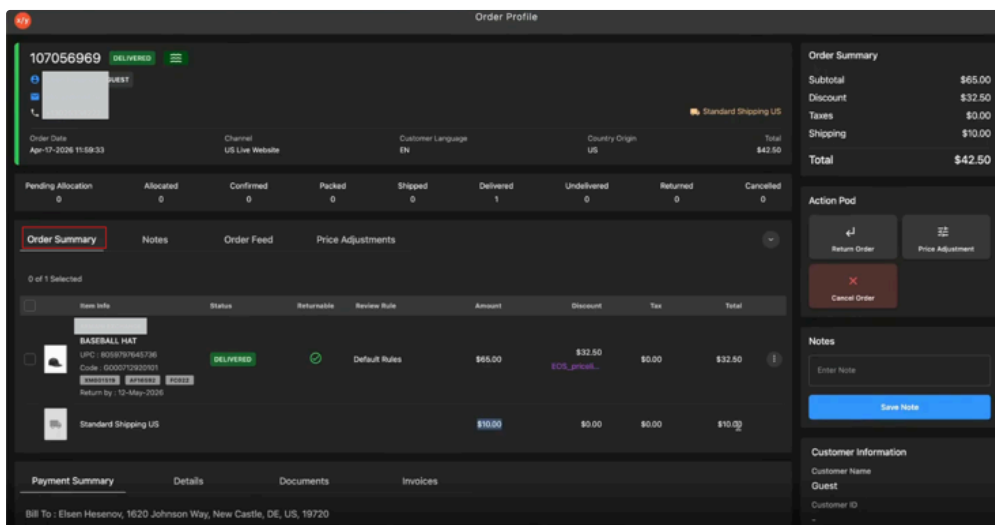 Order Profile
107056969 DELIVERED
GUEST
Standard Shipping US
Order Date Channel Customer Language Country Origin Total
Apr-17-2026 11:59:33 US Live Website EN US $42.50
Pending Allocation Allocated Confirmed Packed Shipped Delivered Undelivered Returned Cancelled
0 0 0 0 0 1 0 0 0
Order Summary Notes Order Feed Price Adjustments
0 of 1 Selected
Item Info Status Returnable Review Rule Amount Discount Tax Total
BASEBALL HAT
UPC : 8059797645736
Code : G000712920101
DELIVERED Default Rules $65.00 $32.50 $0.00 $32.50
EOS_priceli...
Return by : 12-May-2026
Standard Shipping US $10.00 $0.00 $0.00 $10.00
Payment Summary Details Documents Invoices
Bill To : Elsen Hesenov, 1620 Johnson Way, New Castle, DE, US, 19720
Order Summary
Subtotal $65.00
Discount $32.50
Taxes $0.00
Shipping $10.00
Total $42.50
Action Pod
Return Order Price Adjustment
Cancel Order
Notes
Enter Note
Save Note
Customer Information
Customer Name
Guest
Customer ID
-